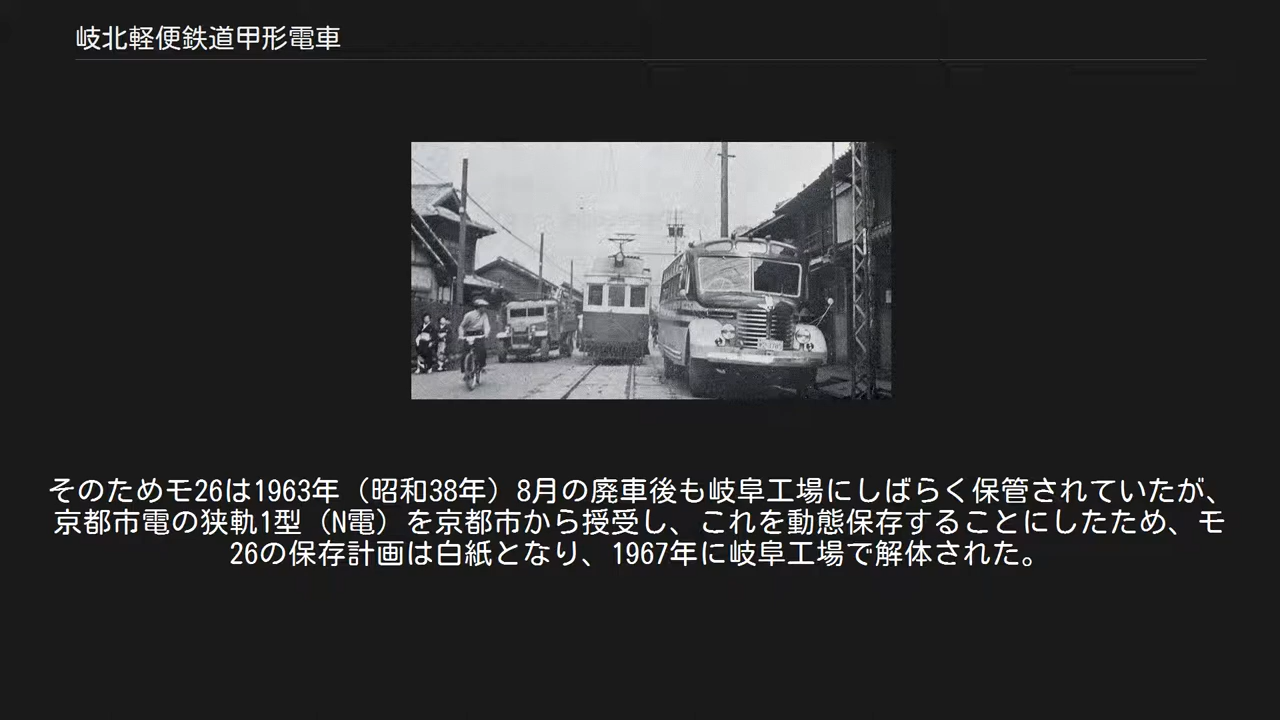 岐北軽便鉄道甲形電車
そのためモ26は1963年（昭和38年）8月の廃車後も岐阜工場にしばらく保管されていたが、
京都市電の狭軌1型（N電）を京都市から授受し、これを動態保存することにしたため、モ
26の保存計画は白紙となり、1967年に岐阜工場で解体された。